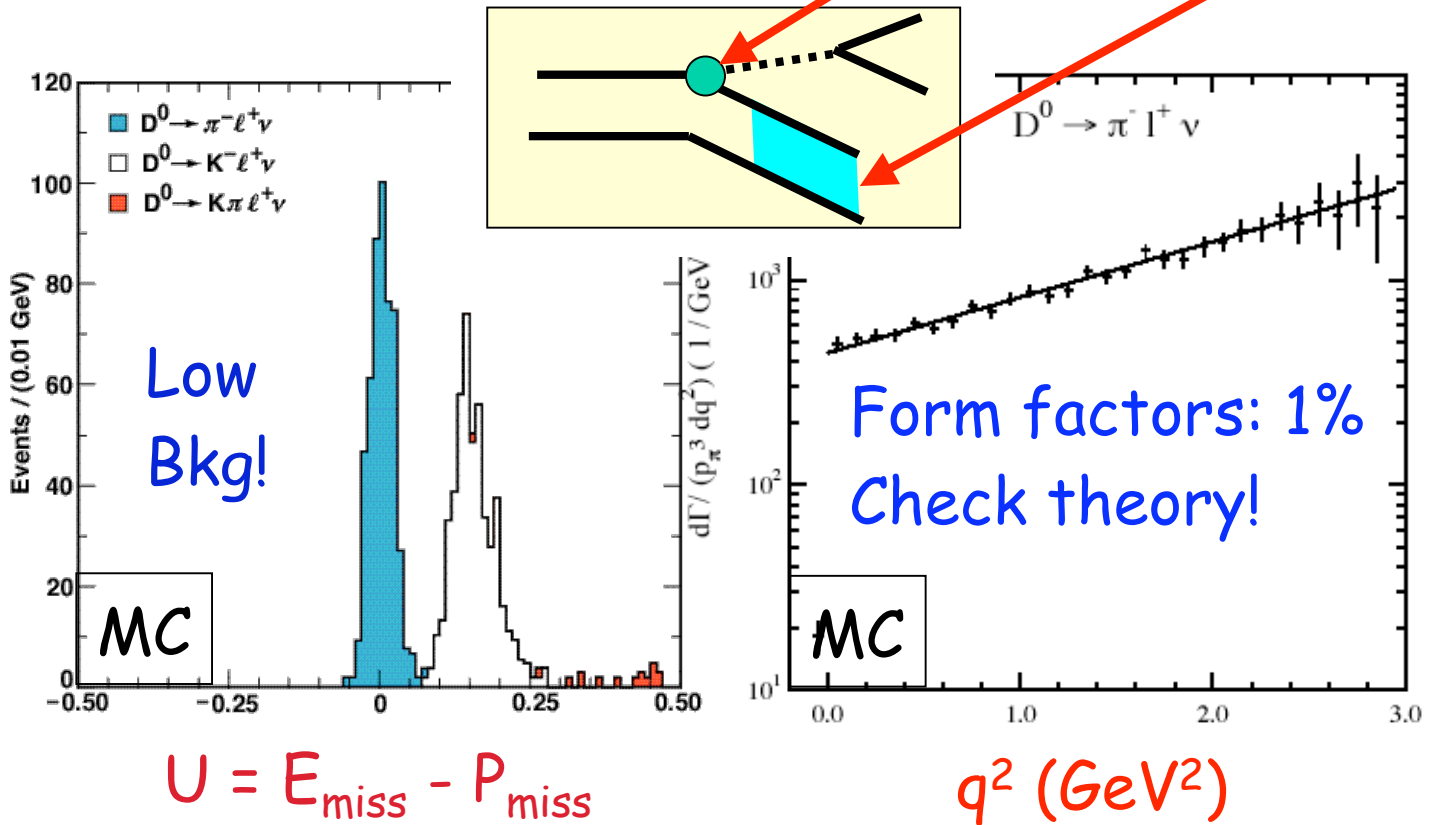 120
100
80
60
40
20
0
Events / (0.01 GeV)
D⁰→ π⁻ℓ⁺ν
D⁰→ K⁻ℓ⁺ν
D⁰→ Kπℓ⁺ν
Low
Bkg!
MC
−0.50 −0.25 0 0.25 0.50
U = E_miss - P_miss
dΓ/ (p_π³ dq²) ( 1 / GeV
D⁰ → π⁻ l⁺ ν
10³
10²
10¹
Form factors: 1%
Check theory!
MC
0.0 1.0 2.0 3.0
q² (GeV²)